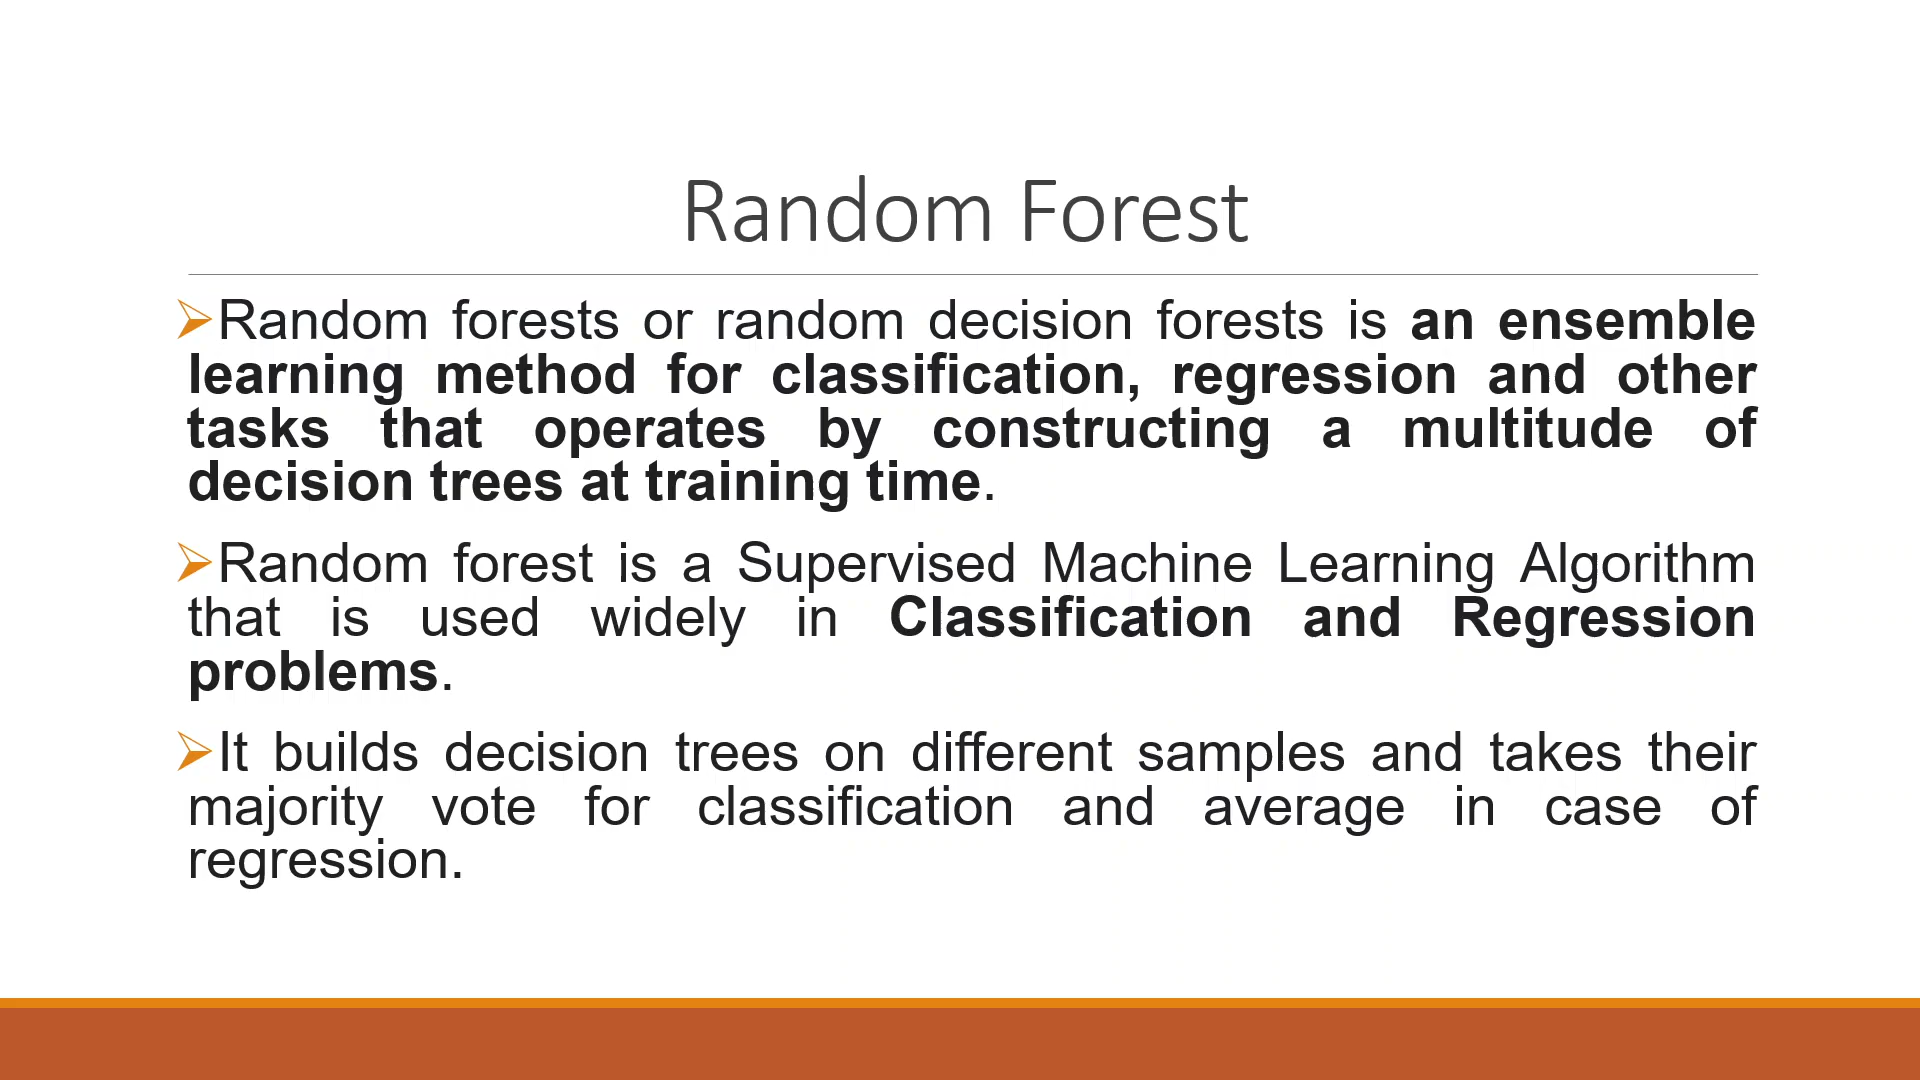 Random Forest
Random forests or random decision forests is an ensemble
learning method for classification, regression and other
tasks that operates by constructing a multitude of
decision trees at training time.
Random forest is a Supervised Machine Learning Algorithm
that is used widely in Classification and Regression
problems.
It builds decision trees on different samples and takes their
majority vote for classification and average in case of
regression.